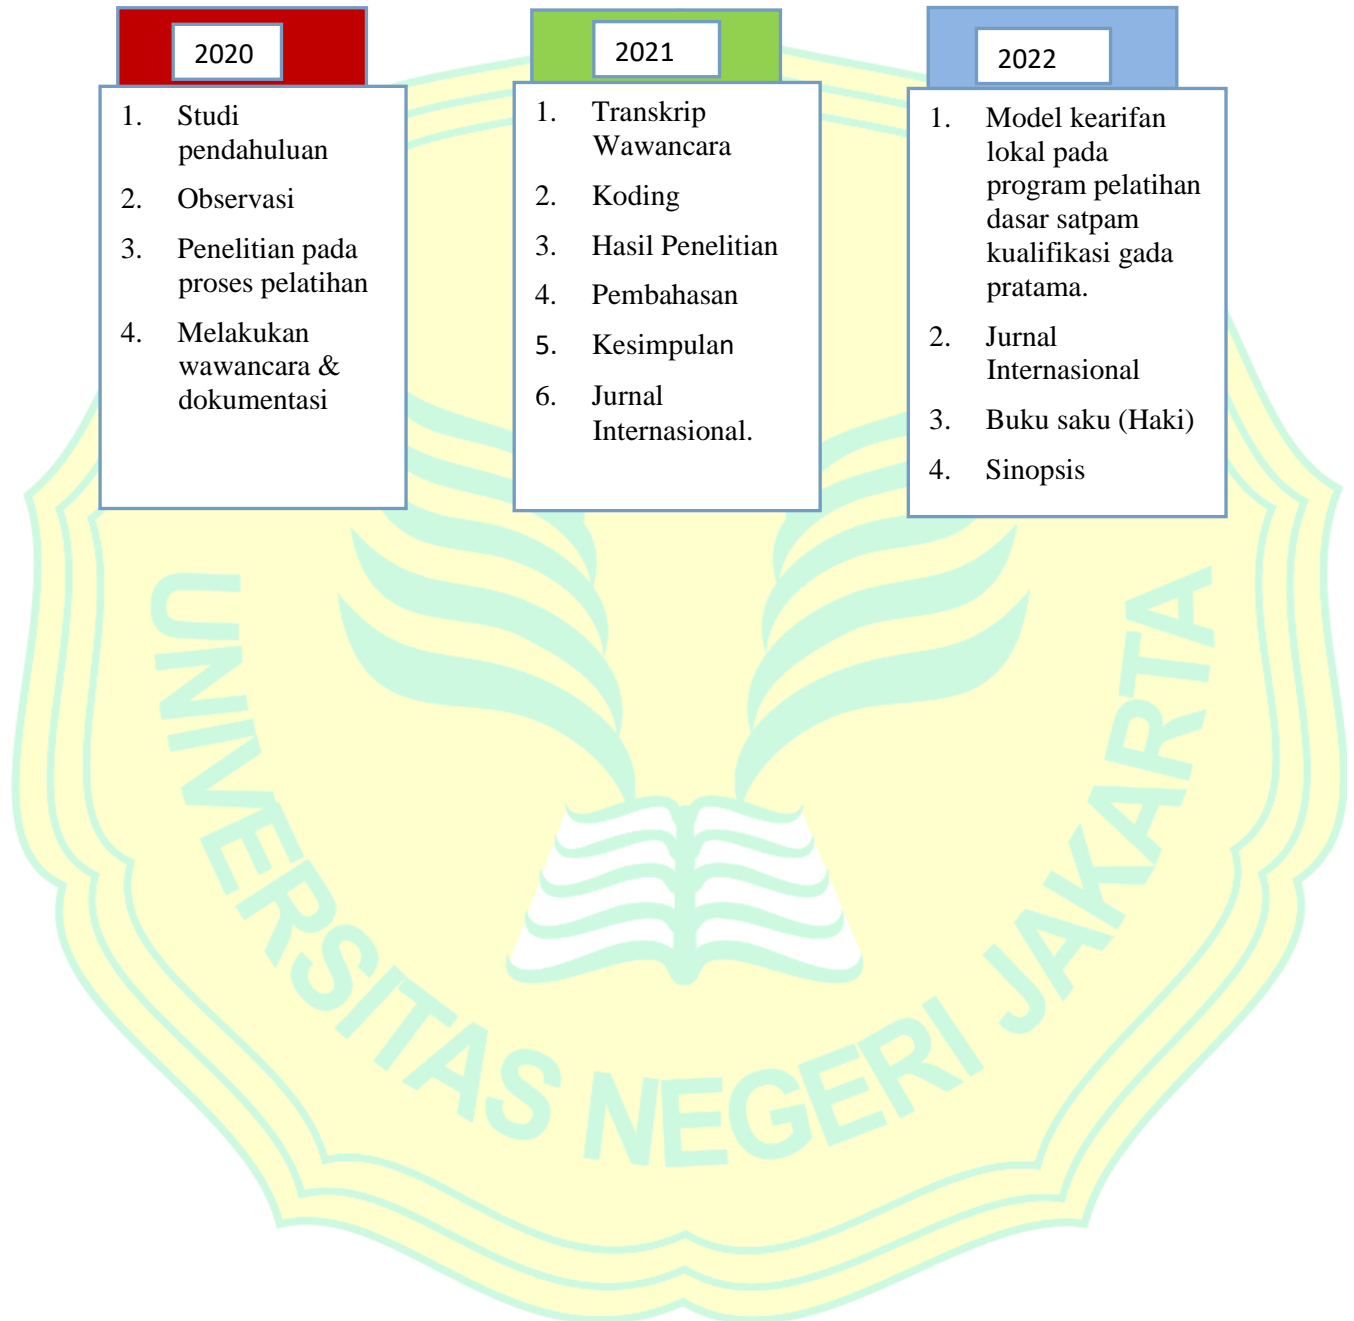 2020
1. Studi
pendahuluan
2. Observasi
3. Penelitian pada
proses pelatihan
4. Melakukan
wawancara &
dokumentasi
2021
1. Transkrip
Wawancara
2. Koding
3. Hasil Penelitian
4. Pembahasan
5. Kesimpulan
6. Jurnal
Internasional.
2022
1. Model kearifan
lokal pada
program pelatihan
dasar satpam
kualifikasi gada
pratama.
2. Jurnal
Internasional
3. Buku saku (Haki)
4. Sinopsis
UNIVERSITAS NEGERI JAKARTA